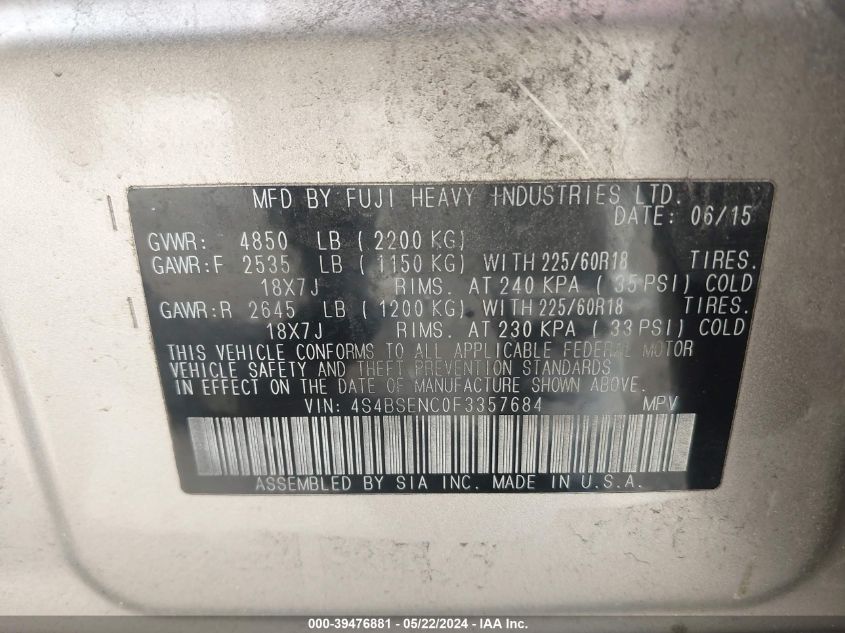 MFD BY FUJI HEAVY INDUSTRIES LTD.
DATE: 06/15
GVWR: 4850 LB ( 2200 KG)
GAWR:F 2535 LB ( 1150 KG) WITH 225/60R18 TIRES.
18X7J RIMS. AT 240 KPA ( 35 PSI) COLD
GAWR:R 2645 LB ( 1200 KG) WITH 225/60R18 TIRES.
18X7J RIMS. AT 230 KPA ( 33 PSI) COLD
THIS VEHICLE CONFORMS TO ALL APPLICABLE FEDERAL MOTOR
VEHICLE SAFETY AND THEFT PREVENTION STANDARDS
IN EFFECT ON THE DATE OF MANUFACTURE SHOWN ABOVE.
VIN: 4S4BSENC0F3357684 MPV
ASSEMBLED BY SIA INC. MADE IN U.S.A.
000-39476881 - 05/22/2024 - IAA Inc.